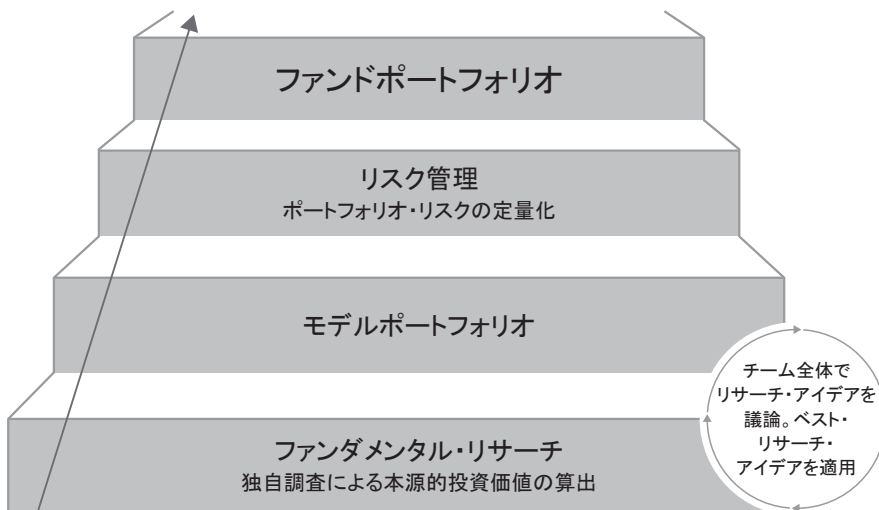 ファンドポートフォリオ
リスク管理
ポートフォリオ・リスクの定量化
モデルポートフォリオ
チーム全体で
リサーチ・アイデアを
議論。ベスト・
リサーチ・
アイデアを適用
ファンダメンタル・リサーチ
独自調査による本源的投資価値の算出